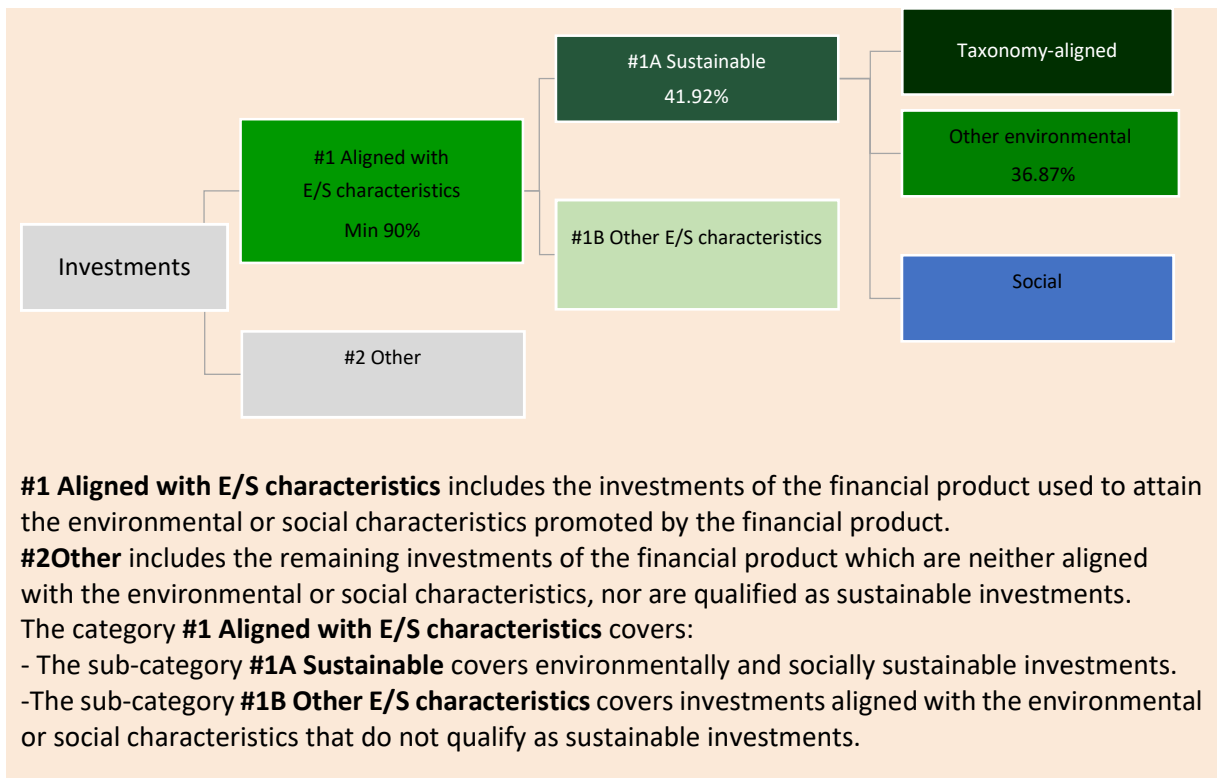 Investments
#1 Aligned with
E/S characteristics
Min 90%
#2 Other
#1A Sustainable
41.92%
#1B Other E/S characteristics
Taxonomy-aligned
Other environmental
36.87%
Social
#1 Aligned with E/S characteristics includes the investments of the financial product used to attain
the environmental or social characteristics promoted by the financial product.
#2Other includes the remaining investments of the financial product which are neither aligned
with the environmental or social characteristics, nor are qualified as sustainable investments.
The category #1 Aligned with E/S characteristics covers:
- The sub-category #1A Sustainable covers environmentally and socially sustainable investments.
-The sub-category #1B Other E/S characteristics covers investments aligned with the environmental
or social characteristics that do not qualify as sustainable investments.